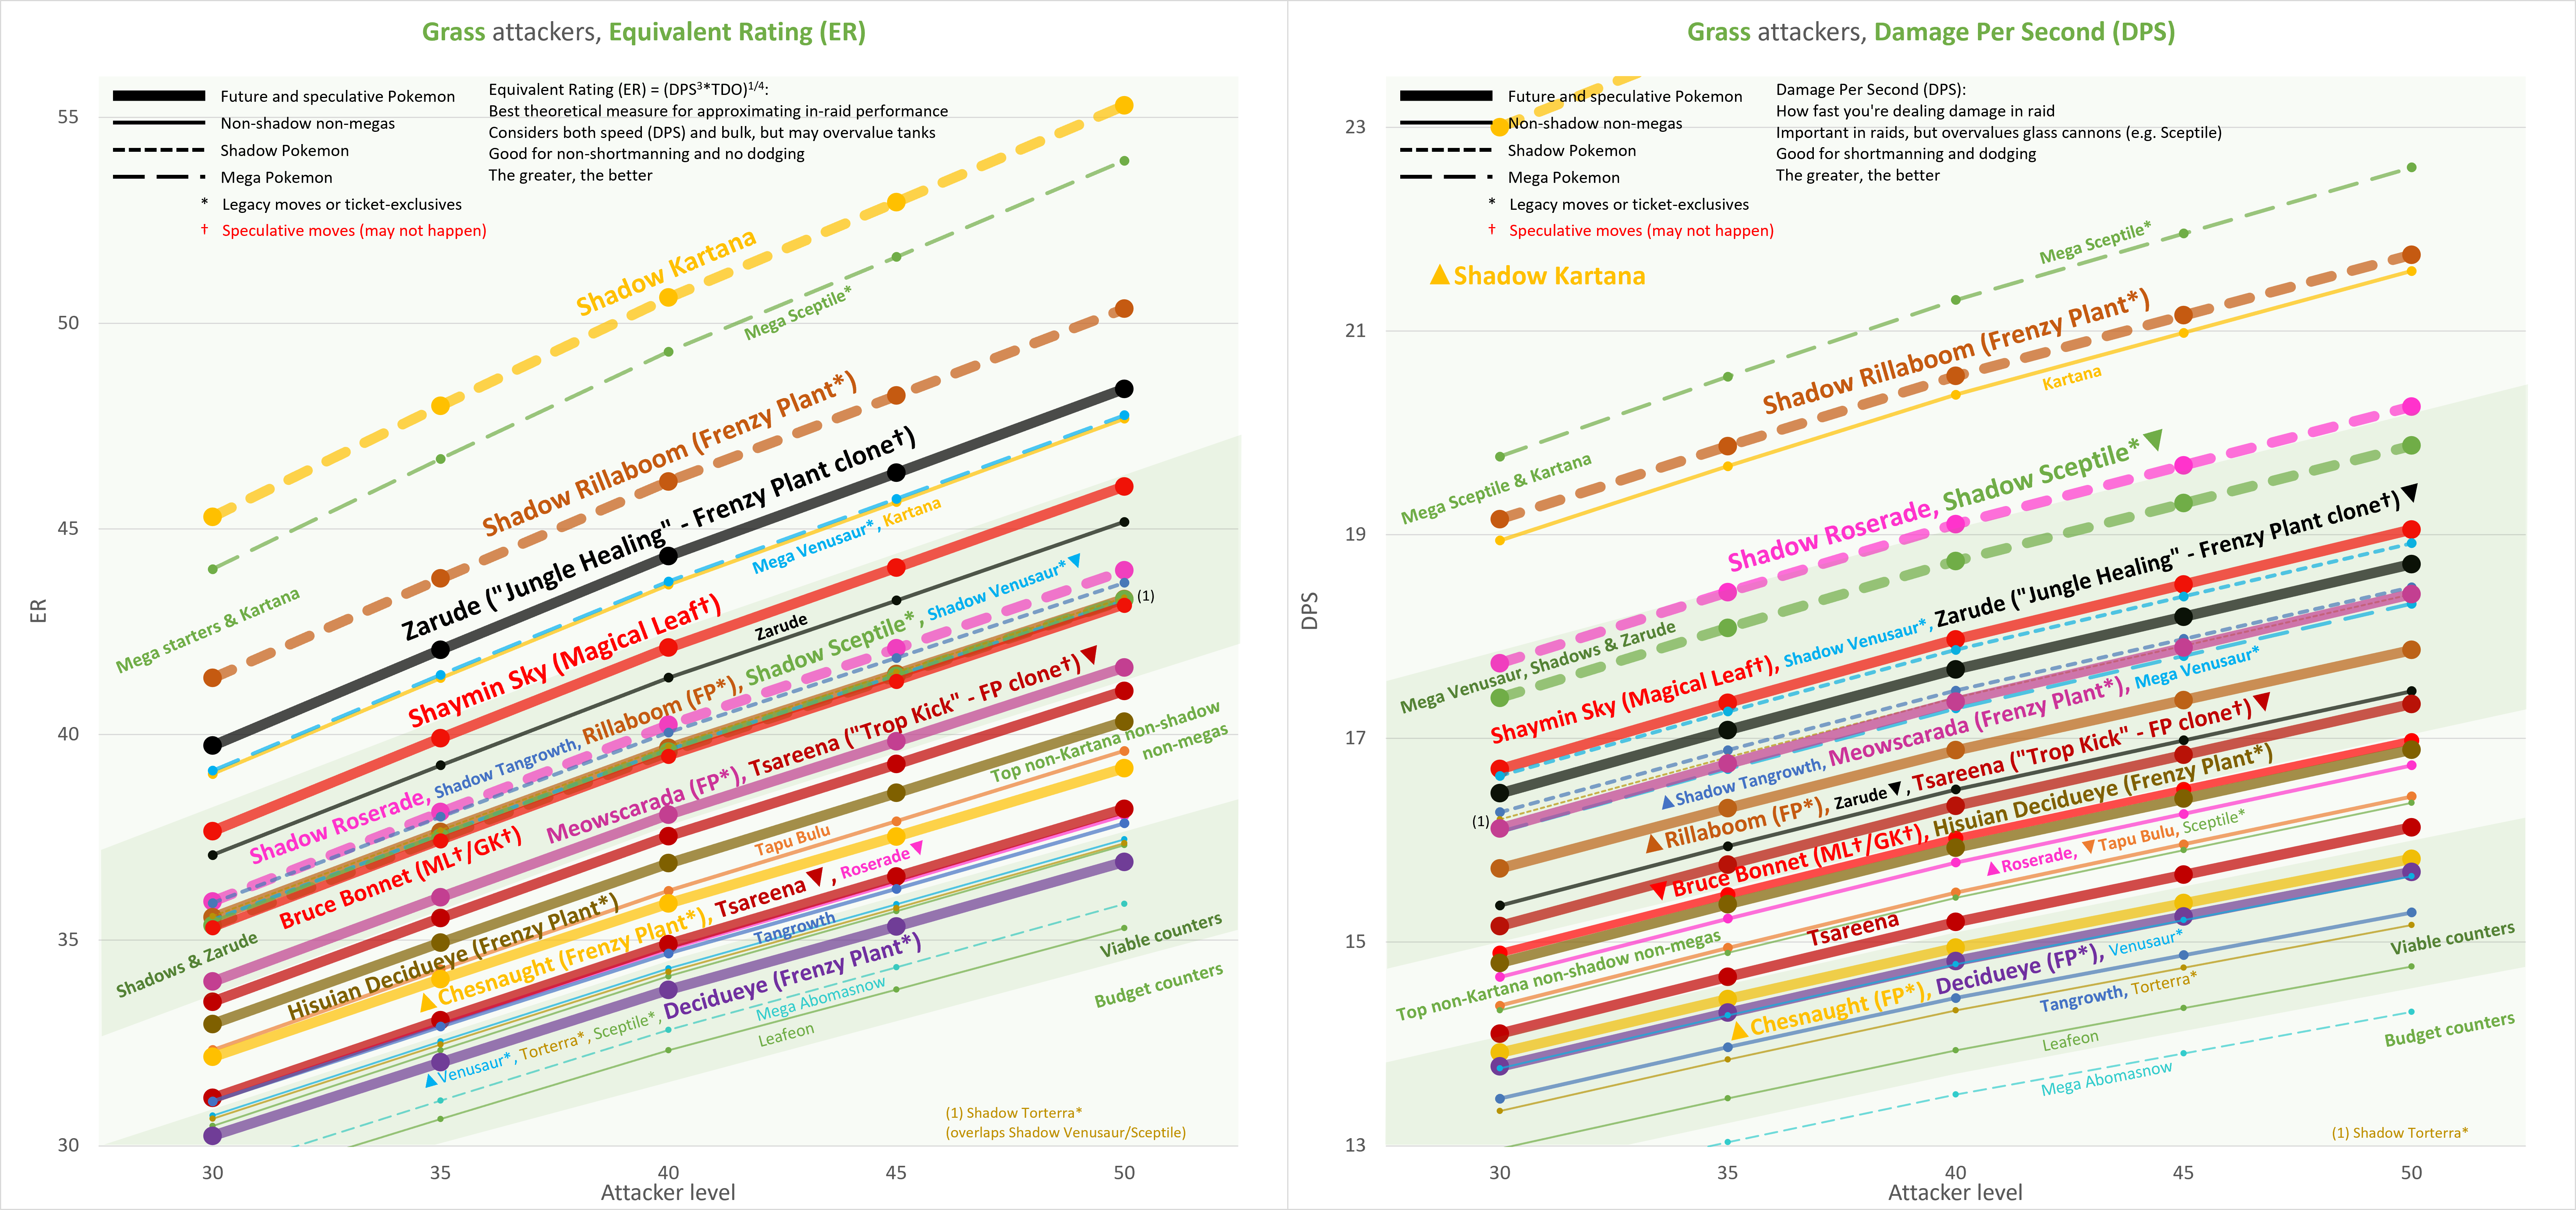 Grass attackers, Equivalent Rating (ER)
Future and speculative Pokemon
Non-shadow non-megas
Shadow Pokemon
Mega Pokemon
* Legacy moves or ticket-exclusives
† Speculative moves (may not happen)
Equivalent Rating (ER) = (DPS³*TDO)¹/⁴:
Best theoretical measure for approximating in-raid performance
Considers both speed (DPS) and bulk, but may overvalue tanks
Good for non-shortmanning and no dodging
The greater, the better
55
50
45
40
35
30
ER
Shadow Kartana
Mega Sceptile*
Shadow Rillaboom (Frenzy Plant*)
Zarude ("Jungle Healing" - Frenzy Plant clone†)
Mega Venusaur*, Kartana
Mega starters & Kartana
Shaymin Sky (Magical Leaf†)
Zarude
Shadow Roserade, Shadow Tangrowth, Rillaboom (FP*), Shadow Sceptile*, Shadow Venusaur*▼
(1)
Bruce Bonnet (ML†/GK†)
Meowscarada (FP*), Tsareena ("Trop Kick" - FP clone†)▼
Top non-Kartana non-shadow
non-megas
Shadows & Zarude
Hisuian Decidueye (Frenzy Plant*)
Tapu Bulu
▲Chesnaught (Frenzy Plant*), Tsareena▼, Roserade▼
Tangrowth
▲Venusaur*, Torterra*, Sceptile*, Decidueye (Frenzy Plant*)
Mega Abomasnow
Leafeon
Viable counters
Budget counters
(1) Shadow Torterra*
(overlaps Shadow Venusaur/Sceptile)
30 35 40 45 50
Attacker level
Grass attackers, Damage Per Second (DPS)
Future and speculative Pokemon
Non-shadow non-megas
Shadow Pokemon
Mega Pokemon
* Legacy moves or ticket-exclusives
† Speculative moves (may not happen)
Damage Per Second (DPS):
How fast you're dealing damage in raid
Important in raids, but overvalues glass cannons (e.g. Sceptile)
Good for shortmanning and dodging
The greater, the better
23
21
19
17
15
13
DPS
▲Shadow Kartana
Mega Sceptile*
Shadow Rillaboom (Frenzy Plant*)
Kartana
Mega Sceptile & Kartana
Shadow Roserade, Shadow Sceptile*▼
Mega Venusaur, Shadows & Zarude
Shaymin Sky (Magical Leaf†), Shadow Venusaur*, Zarude ("Jungle Healing" - Frenzy Plant clone†)▼
(1)
▲Shadow Tangrowth, Meowscarada (Frenzy Plant*), Mega Venusaur*
▲Rillaboom (FP*), Zarude▼, Tsareena ("Trop Kick" - FP clone†)▼
▼Bruce Bonnet (ML†/GK†), Hisuian Decidueye (Frenzy Plant*)
▲Roserade, ▼Tapu Bulu, Sceptile*
Top non-Kartana non-shadow non-megas
Tsareena
▲Chesnaught (FP*), Decidueye (FP*), Venusaur*
Tangrowth, Torterra*
Leafeon
Mega Abomasnow
Viable counters
Budget counters
(1) Shadow Torterra*
30 35 40 45 50
Attacker level